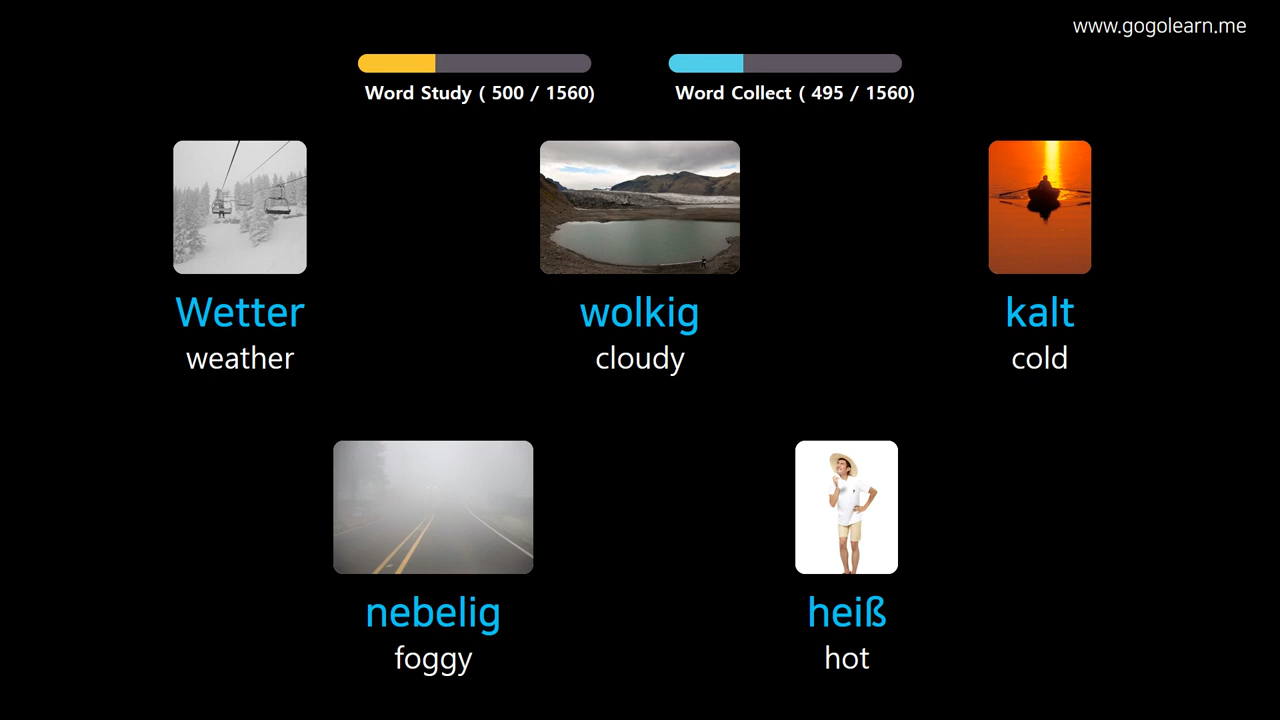 www.gogolearn.me
Word Study ( 500 / 1560)
Word Collect ( 495 / 1560)
Wetter
weather
wolkig
cloudy
kalt
cold
nebelig
foggy
heiß
hot